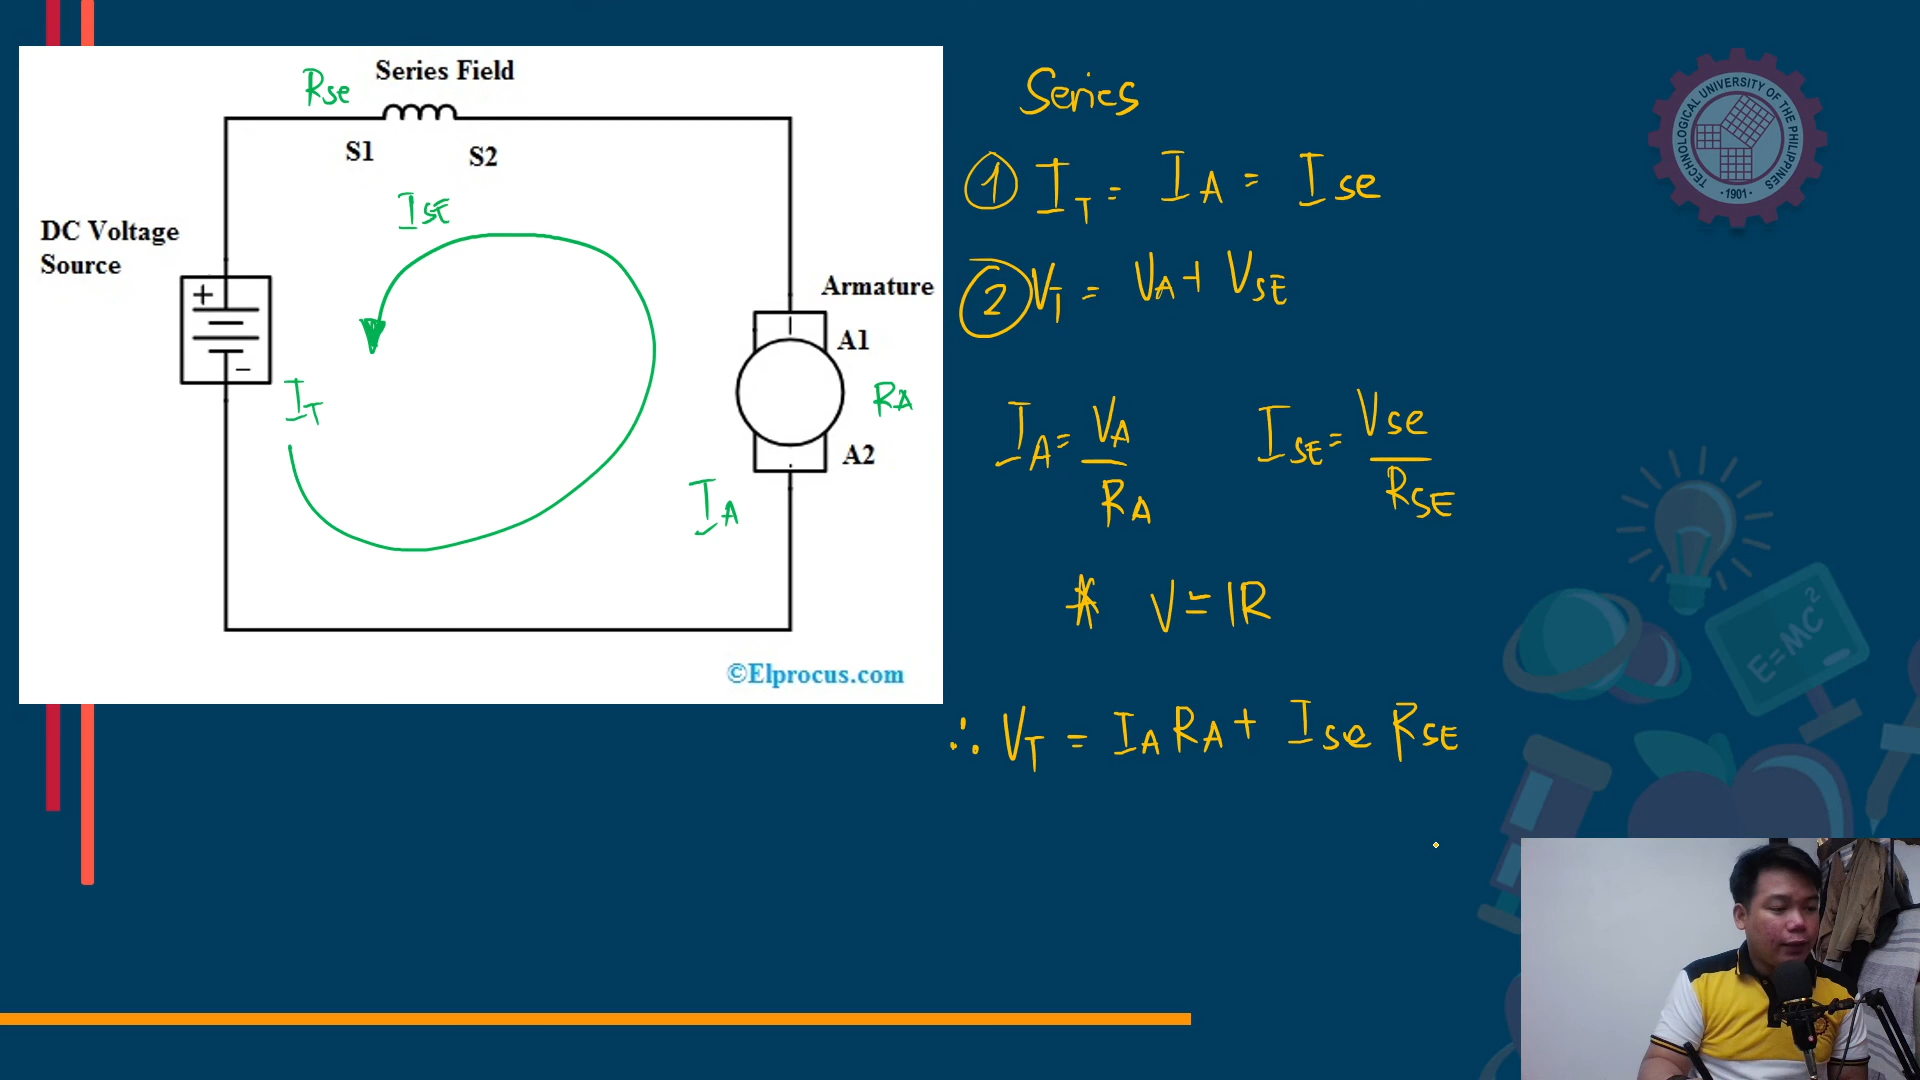 RSE
Series Field
S1
S2
ISE
DC Voltage
Source
+
−
IT
Armature
A1
RA
A2
IA
©Elprocus.com
Series
① IT = IA = ISe
② VT = VA + VSE
IA = VA / RA
ISE = VSe / RSE
* V = IR
∴ VT = IA RA + ISe RSE
TECHNOLOGICAL UNIVERSITY OF THE PHILIPPINES
· 1901 ·
E=MC²